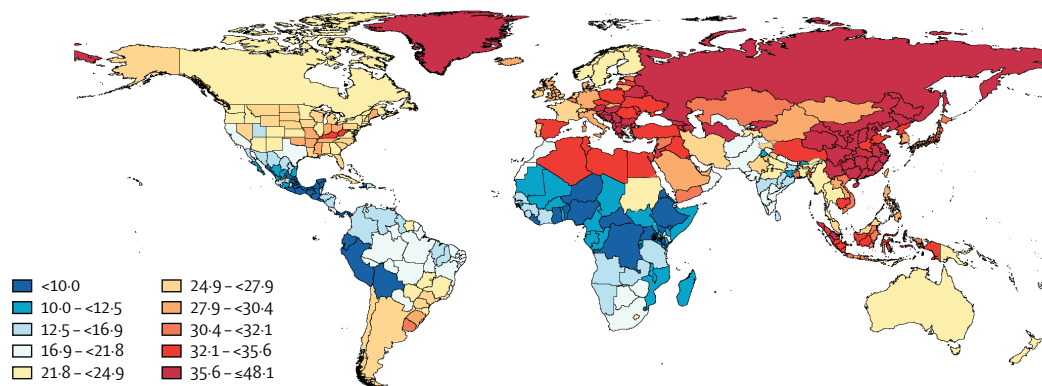 <10·0
10·0 – <12·5
12·5 – <16·9
16·9 – <21·8
21·8 – <24·9
24·9 – <27·9
27·9 – <30·4
30·4 – <32·1
32·1 – <35·6
35·6 – ≤48·1